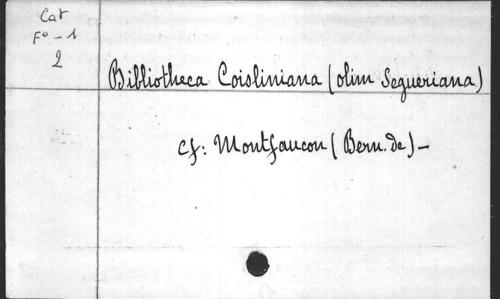 Cat
F° - 1
2
Bibliotheca Coisliniana (olim Segueriana)
Cf: Montfaucon (Bern. de) -